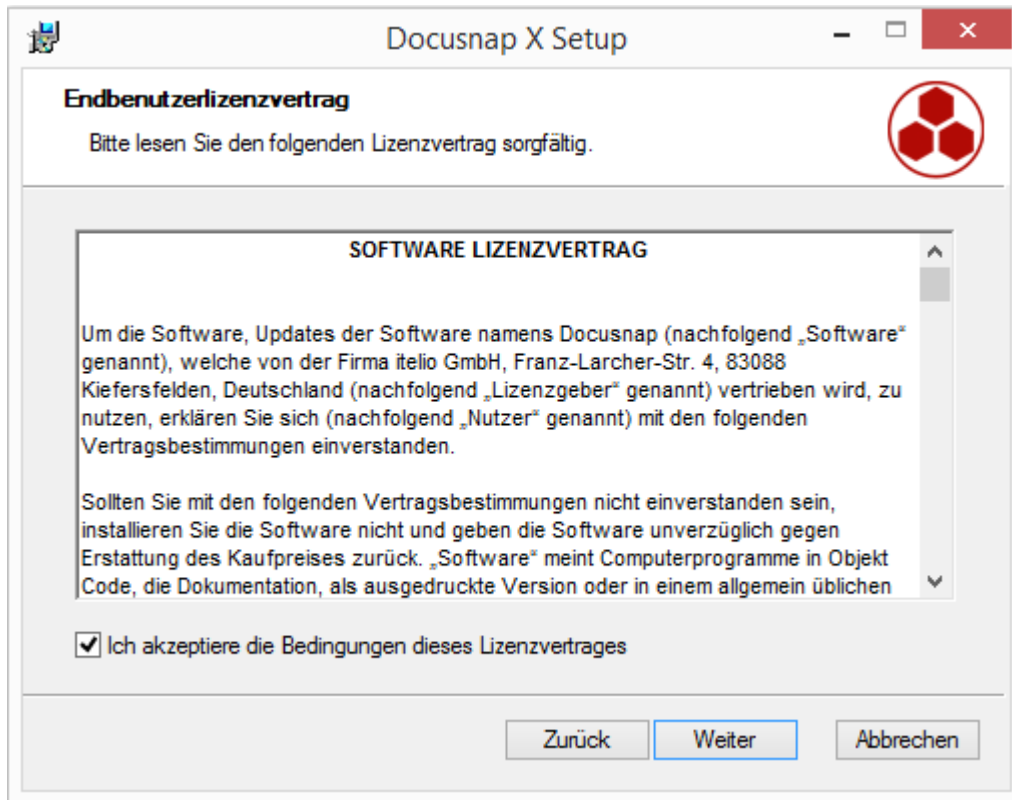 Docusnap X Setup
Endbenutzerlizenzvertrag
Bitte lesen Sie den folgenden Lizenzvertrag sorgfältig.
SOFTWARE LIZENZVERTRAG
Um die Software, Updates der Software namens Docusnap (nachfolgend „Software“
genannt), welche von der Firma itelio GmbH, Franz-Larcher-Str. 4, 83088
Kiefersfelden, Deutschland (nachfolgend „Lizenzgeber“ genannt) vertrieben wird, zu
nutzen, erklären Sie sich (nachfolgend „Nutzer“ genannt) mit den folgenden
Vertragsbestimmungen einverstanden.
Sollten Sie mit den folgenden Vertragsbestimmungen nicht einverstanden sein,
installieren Sie die Software nicht und geben die Software unverzüglich gegen
Erstattung des Kaufpreises zurück. „Software“ meint Computerprogramme in Objekt
Code, die Dokumentation, als ausgedruckte Version oder in einem allgemein üblichen
Ich akzeptiere die Bedingungen dieses Lizenzvertrages
Zurück
Weiter
Abbrechen